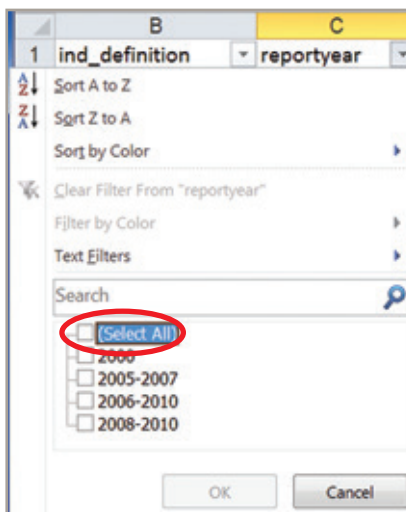 B C
1 ind_definition reportyear
Sort A to Z
Sort Z to A
Sort by Color
Clear Filter From "reportyear"
Filter by Color
Text Filters
Search
(Select All)
2000
2005-2007
2006-2010
2008-2010
OK Cancel